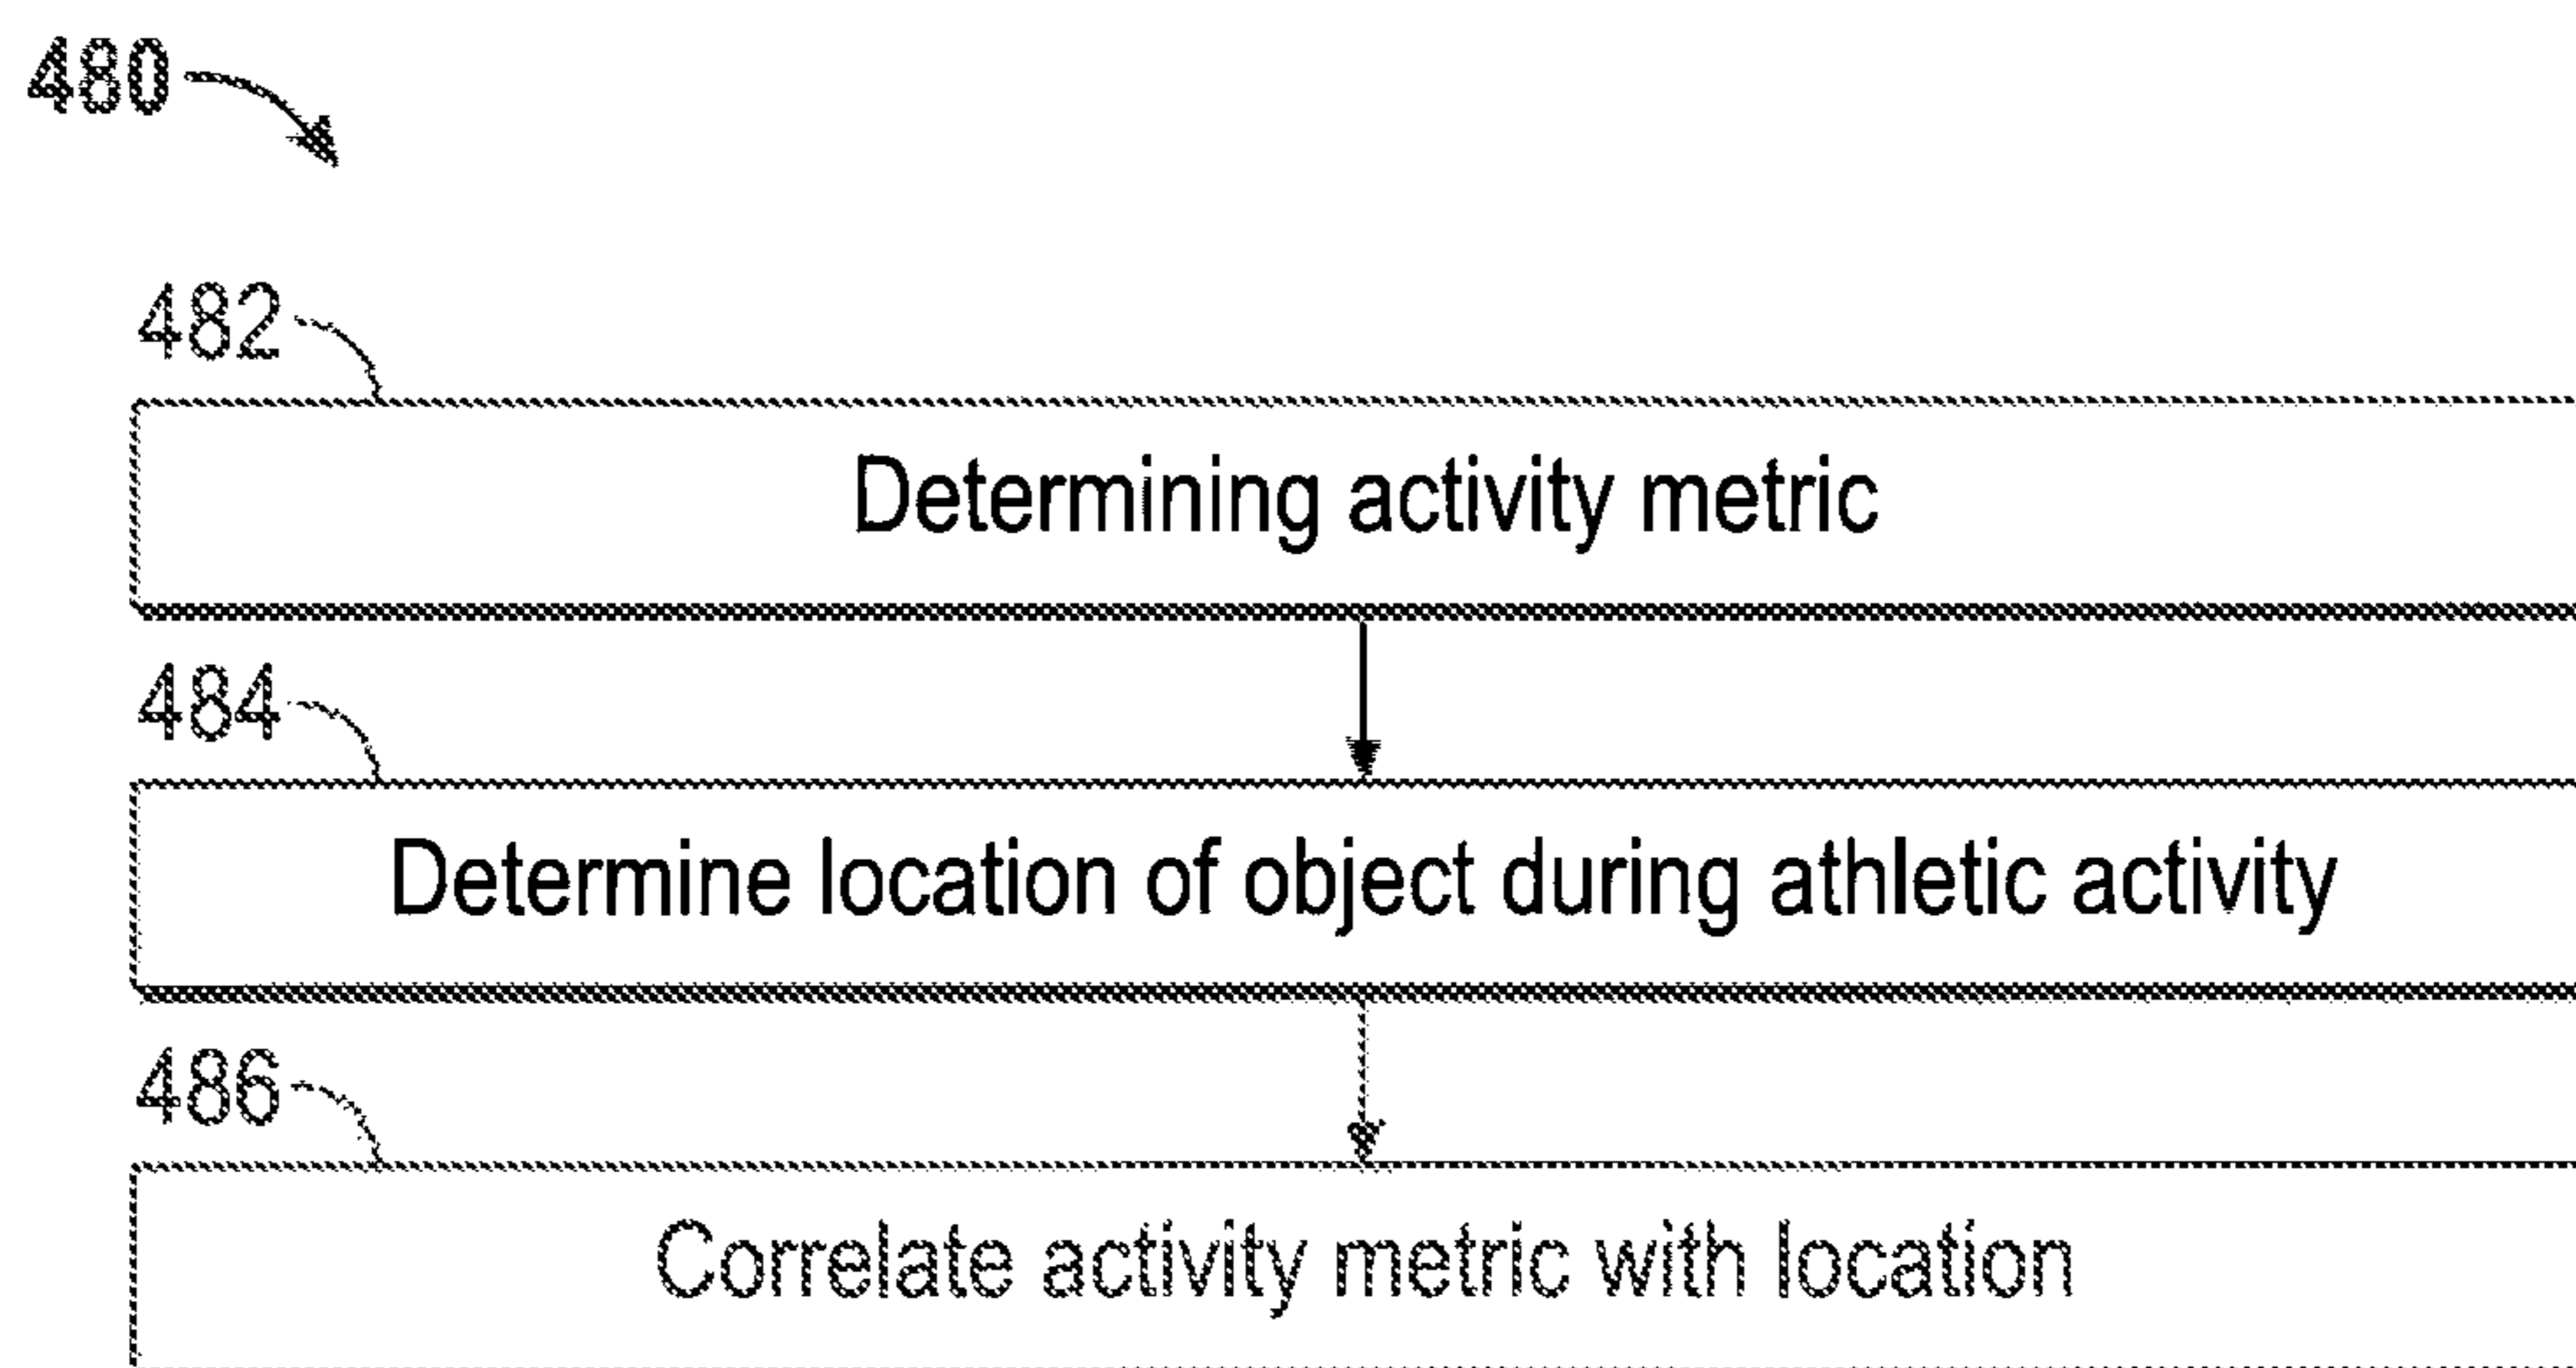 480
482
Determining activity metric
484
Determine location of object during athletic activity
486
Correlate activity metric with location